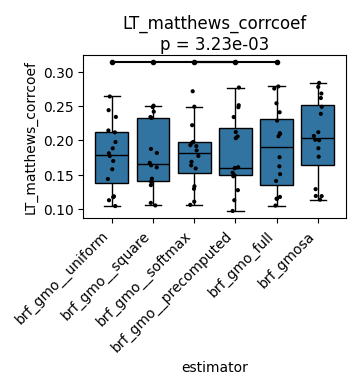 LT_matthews_corrcoef
p = 3.23e-03
LT_matthews_corrcoef
0.30
0.25
0.20
0.15
0.10
brf_gmo__uniform
brf_gmo__square
brf_gmo__softmax
brf_gmo__precomputed
brf_gmo_full
brf_gmosa
estimator